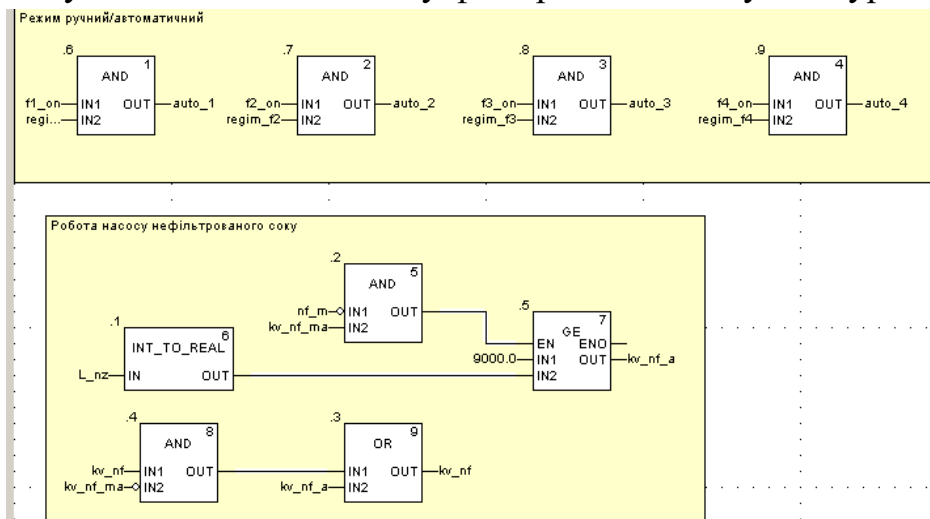 Режим ручний/автоматичний
.6 .7 .8 .9
1 2 3 4
AND AND AND AND
f1_on IN1 OUT auto_1 f2_on IN1 OUT auto_2 f3_on IN1 OUT auto_3 f4_on IN1 OUT auto_4
regi... IN2 regim_f2 IN2 regim_f3 IN2 regim_f4 IN2
Робота насосу нефільтрованого соку
.2
5
AND
nf_m IN1 OUT
kv_nf_ma IN2
.5
7
GE
EN ENO
9000.0 IN1 OUT kv_nf_a
IN2
.1
6
INT_TO_REAL
L_nz IN OUT
.4
8
AND
kv_nf IN1 OUT
kv_nf_ma IN2
.3
9
OR
IN1 OUT kv_nf
kv_nf_a IN2